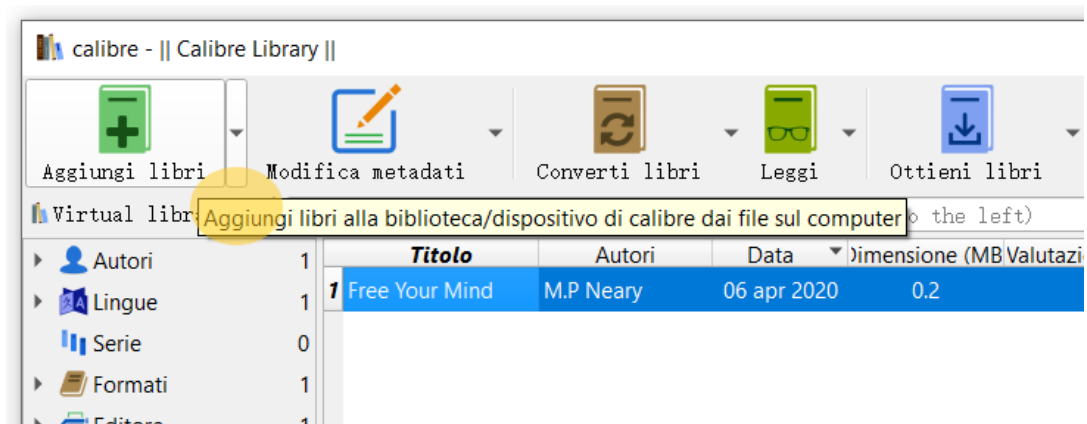 calibre - || Calibre Library ||
Aggiungi libri Modifica metadati Converti libri Leggi Ottieni libri
Virtual Aggiungi libri alla biblioteca/dispositivo di calibre dai file sul computer the left)
Titolo Autori Data Dimensione (MB
Autori 1
1 Free Your Mind M.P Neary 06 apr 2020 0.2
Lingue 1
Serie 0
Formati 1
Editore 1